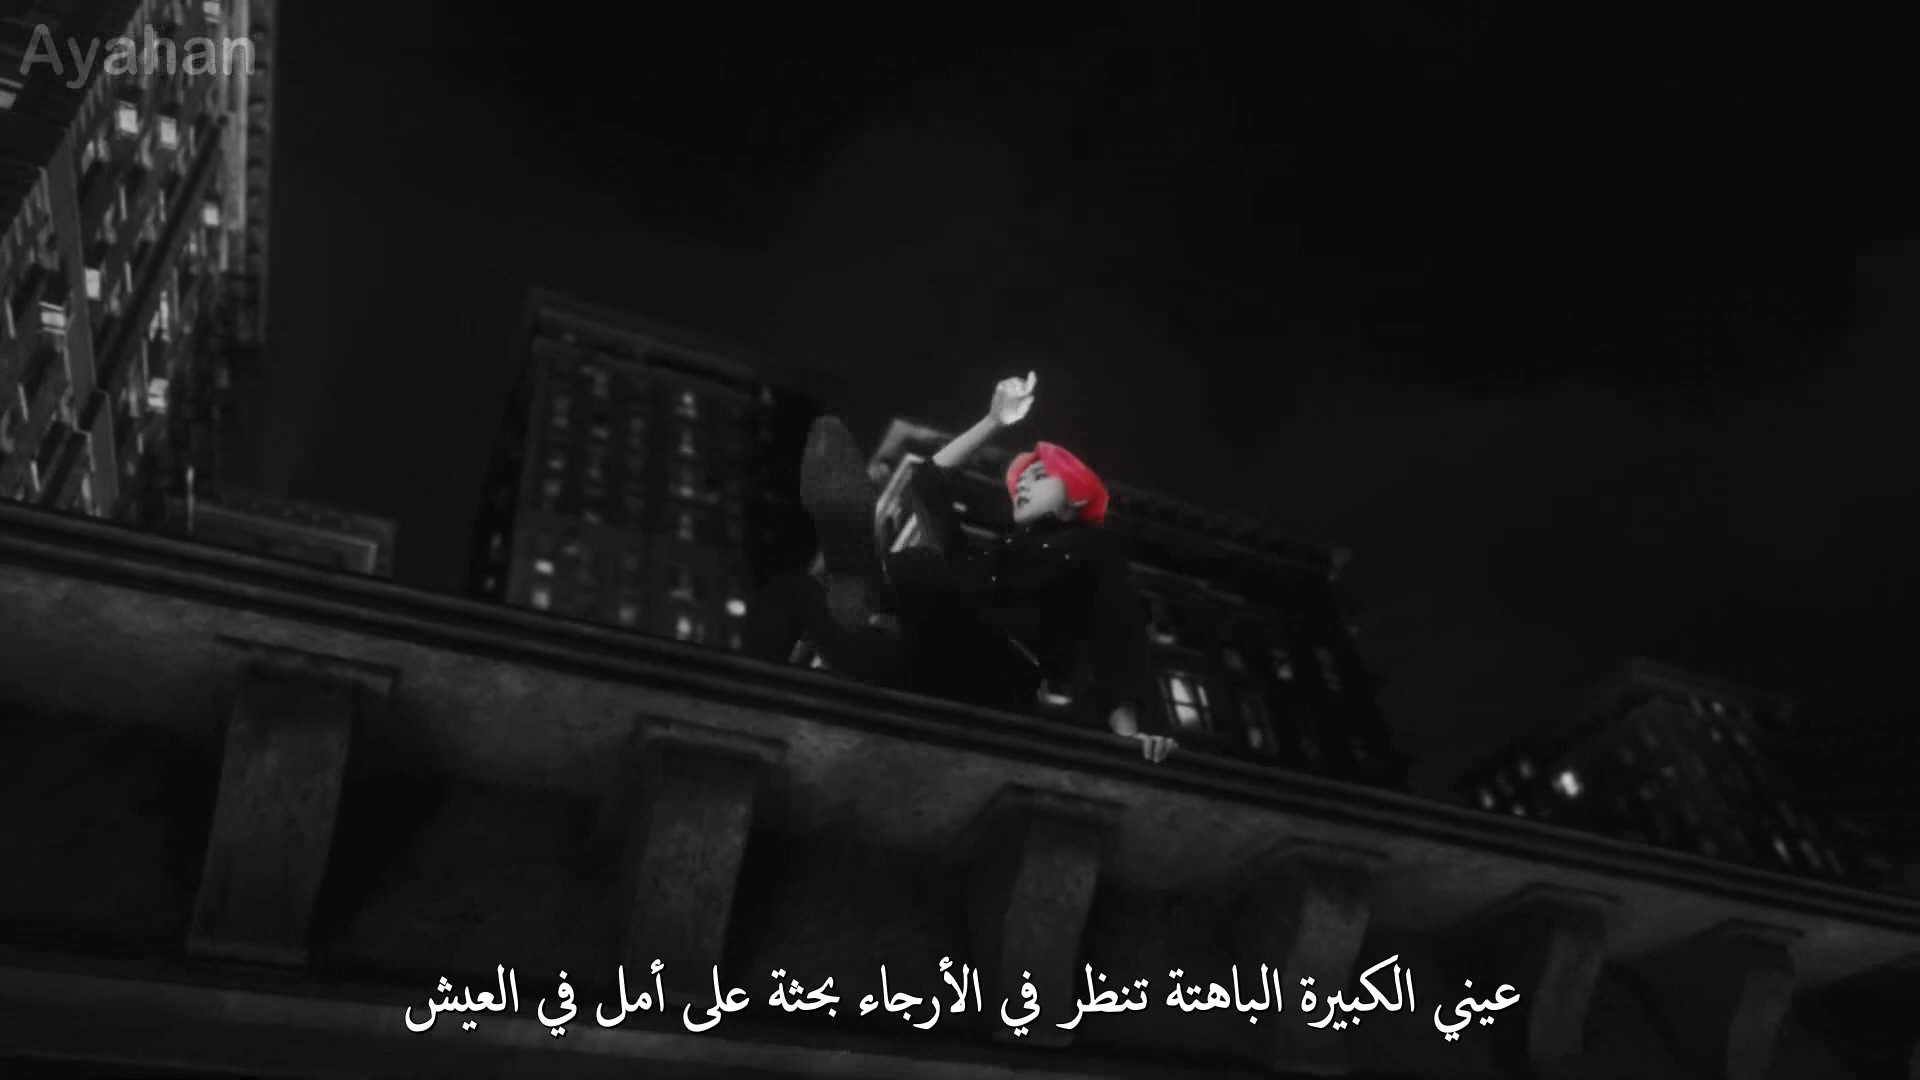 Ayahan
عيني الكبيرة الباهتة تنظر في الأرجاء بحثة على أمل في العيش